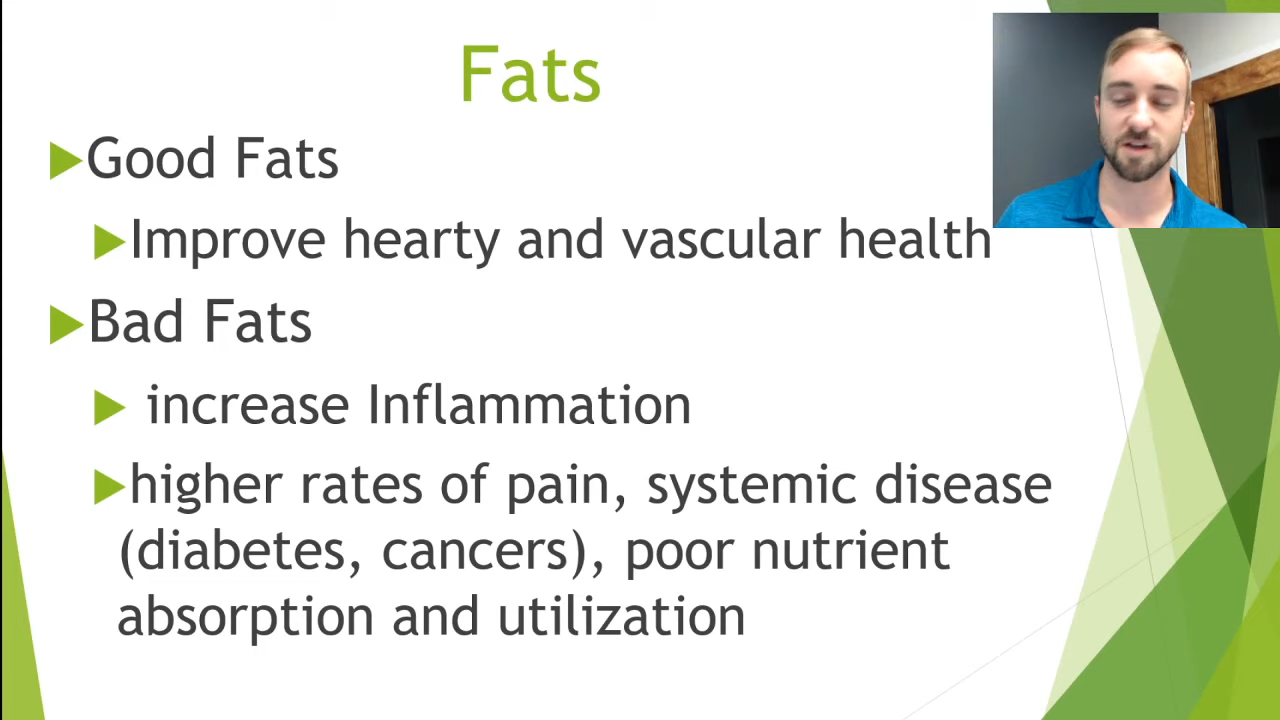 Fats
Good Fats
Improve hearty and vascular health
Bad Fats
increase Inflammation
higher rates of pain, systemic disease
(diabetes, cancers), poor nutrient
absorption and utilization